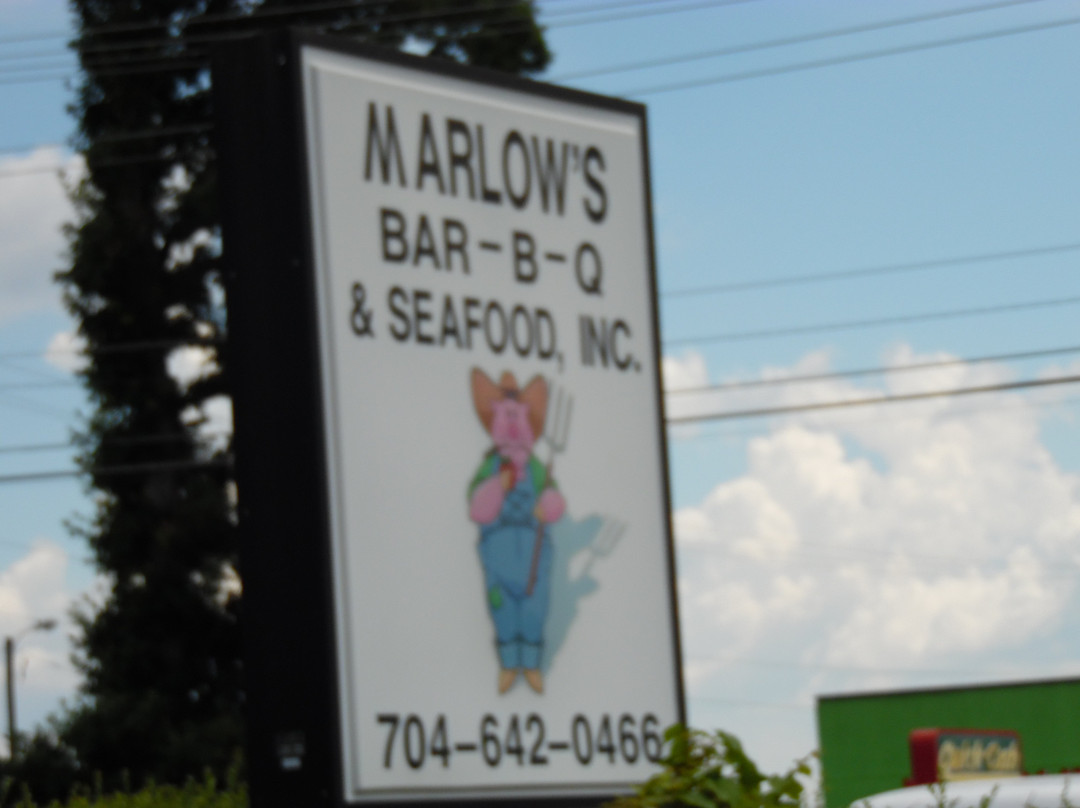 MARLOW'S
BAR-B-Q
& SEAFOOD, INC.
704-642-0466